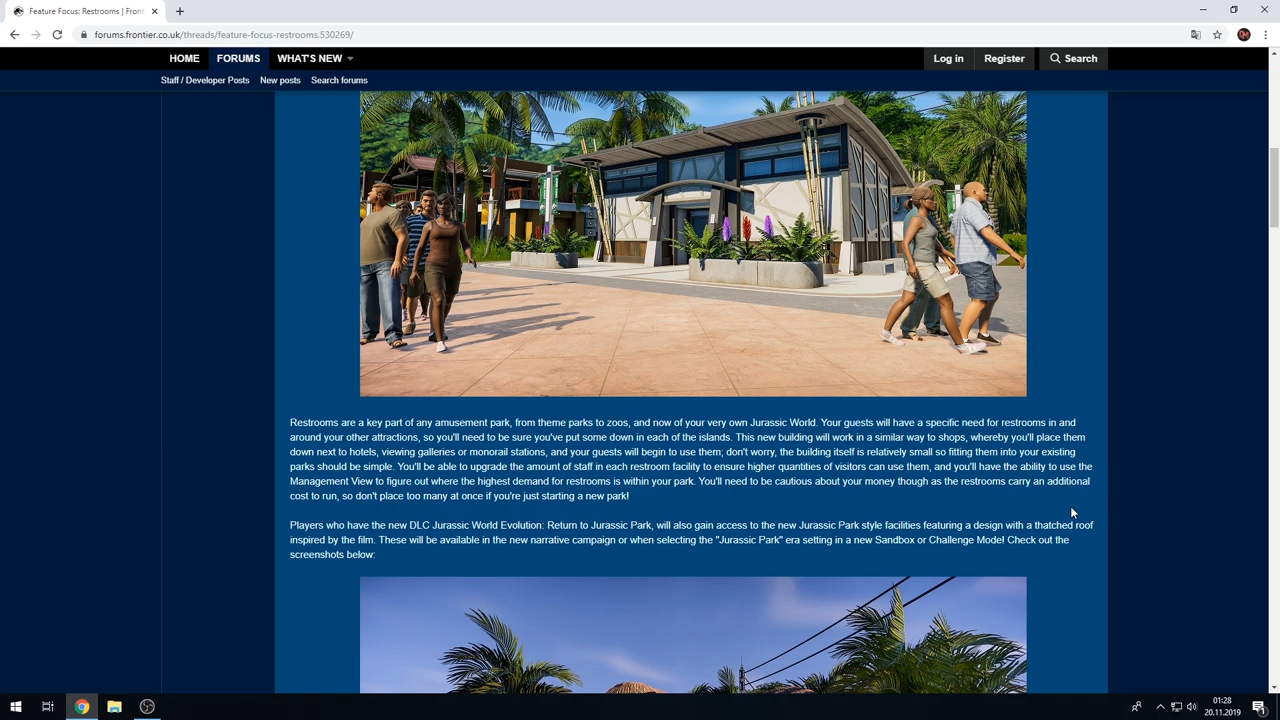 Feature Focus: Restrooms | Front
forums.frontier.co.uk/threads/feature-focus-restrooms.530269/
HOME FORUMS WHAT'S NEW Log in Register Search
Staff / Developer Posts New posts Search forums
Restrooms are a key part of any amusement park, from theme parks to zoos, and now of your very own Jurassic World. Your guests will have a specific need for restrooms in and
around your other attractions, so you'll need to be sure you've put some down in each of the islands. This new building will work in a similar way to shops, whereby you'll place them
down next to hotels, viewing galleries or monorail stations, and your guests will begin to use them; don't worry, the building itself is relatively small so fitting them into your existing
parks should be simple. You'll be able to upgrade the amount of staff in each restroom facility to ensure higher quantities of visitors can use them, and you'll have the ability to use the
Management View to figure out where the highest demand for restrooms is within your park. You'll need to be cautious about your money though as the restrooms carry an additional
cost to run, so don't place too many at once if you're just starting a new park!
Players who have the new DLC Jurassic World Evolution: Return to Jurassic Park, will also gain access to the new Jurassic Park style facilities featuring a design with a thatched roof
inspired by the film. These will be available in the new narrative campaign or when selecting the "Jurassic Park" era setting in a new Sandbox or Challenge Mode! Check out the
screenshots below:
01:28
20.11.2019